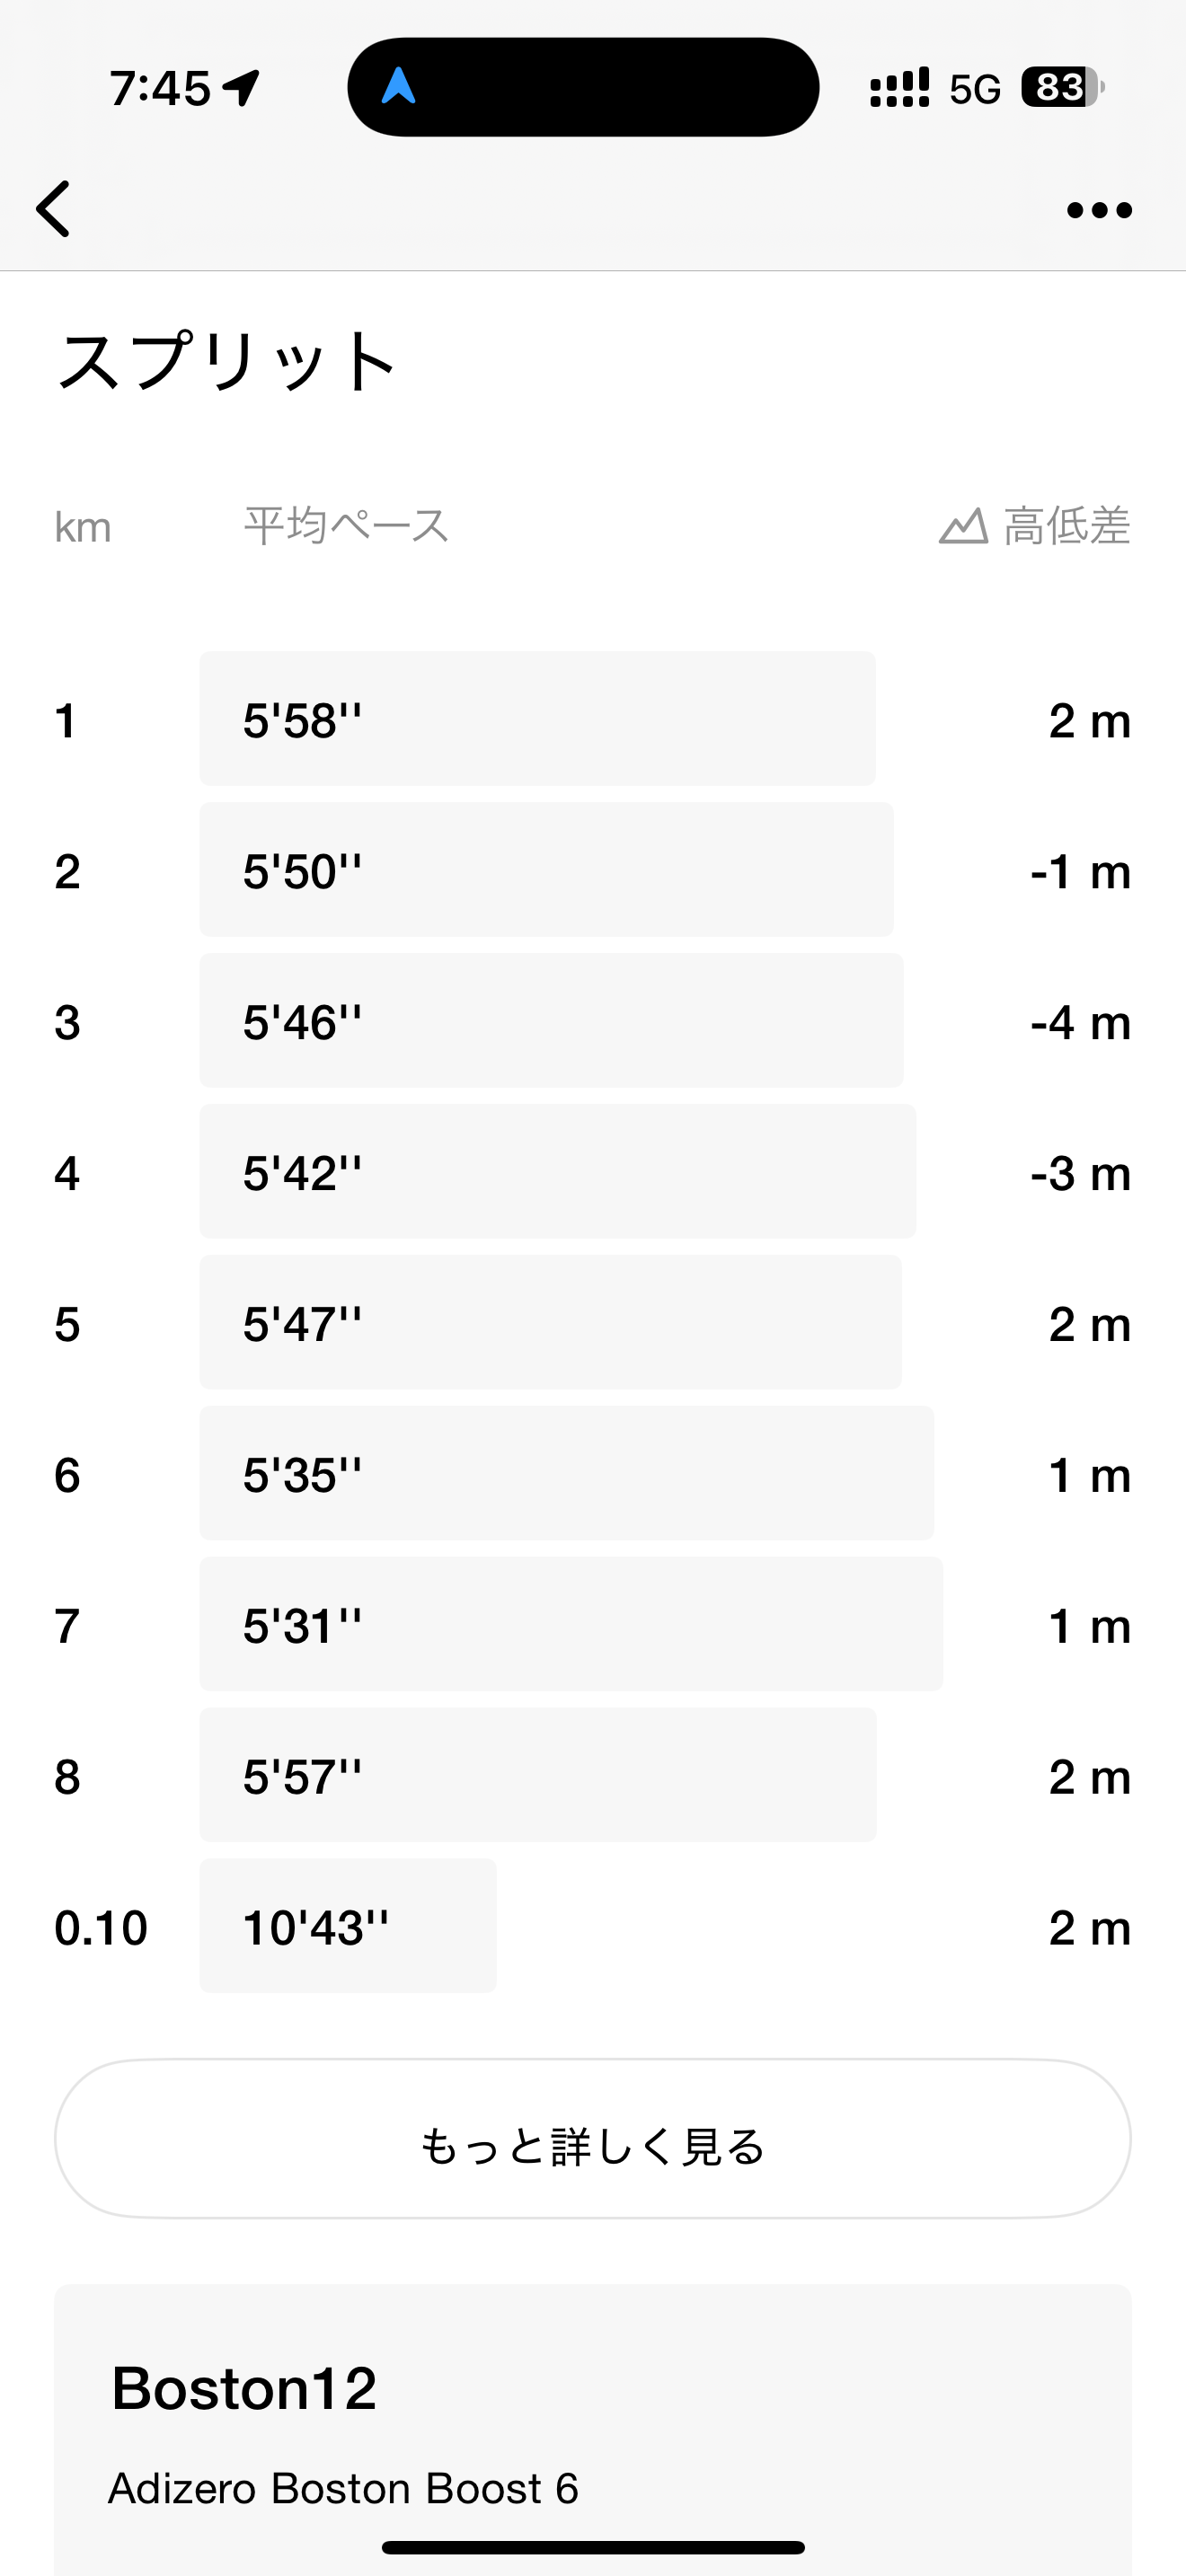 7:45 5G 83
スプリット
km 平均ペース 高低差
1 5'58'' 2 m
2 5'50'' -1 m
3 5'46'' -4 m
4 5'42'' -3 m
5 5'47'' 2 m
6 5'35'' 1 m
7 5'31'' 1 m
8 5'57'' 2 m
0.10 10'43'' 2 m
もっと詳しく見る
Boston12
Adizero Boston Boost 6